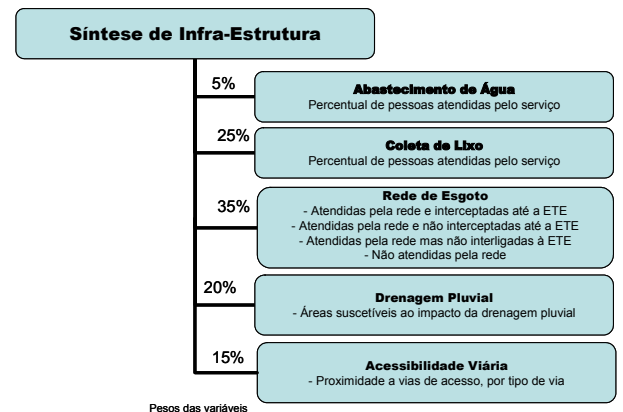 Síntese de Infra-Estrutura
5%
Abastecimento de Água
Percentual de pessoas atendidas pelo serviço
25%
Coleta de Lixo
Percentual de pessoas atendidas pelo serviço
35%
Rede de Esgoto
- Atendidas pela rede e interceptadas até a ETE
- Atendidas pela rede e não interceptadas até a ETE
- Atendidas pela rede mas não interligadas à ETE
- Não atendidas pela rede
20%
Drenagem Pluvial
- Áreas suscetíveis ao impacto da drenagem pluvial
15%
Acessibilidade Viária
- Proximidade a vias de acesso, por tipo de via
Pesos das variáveis